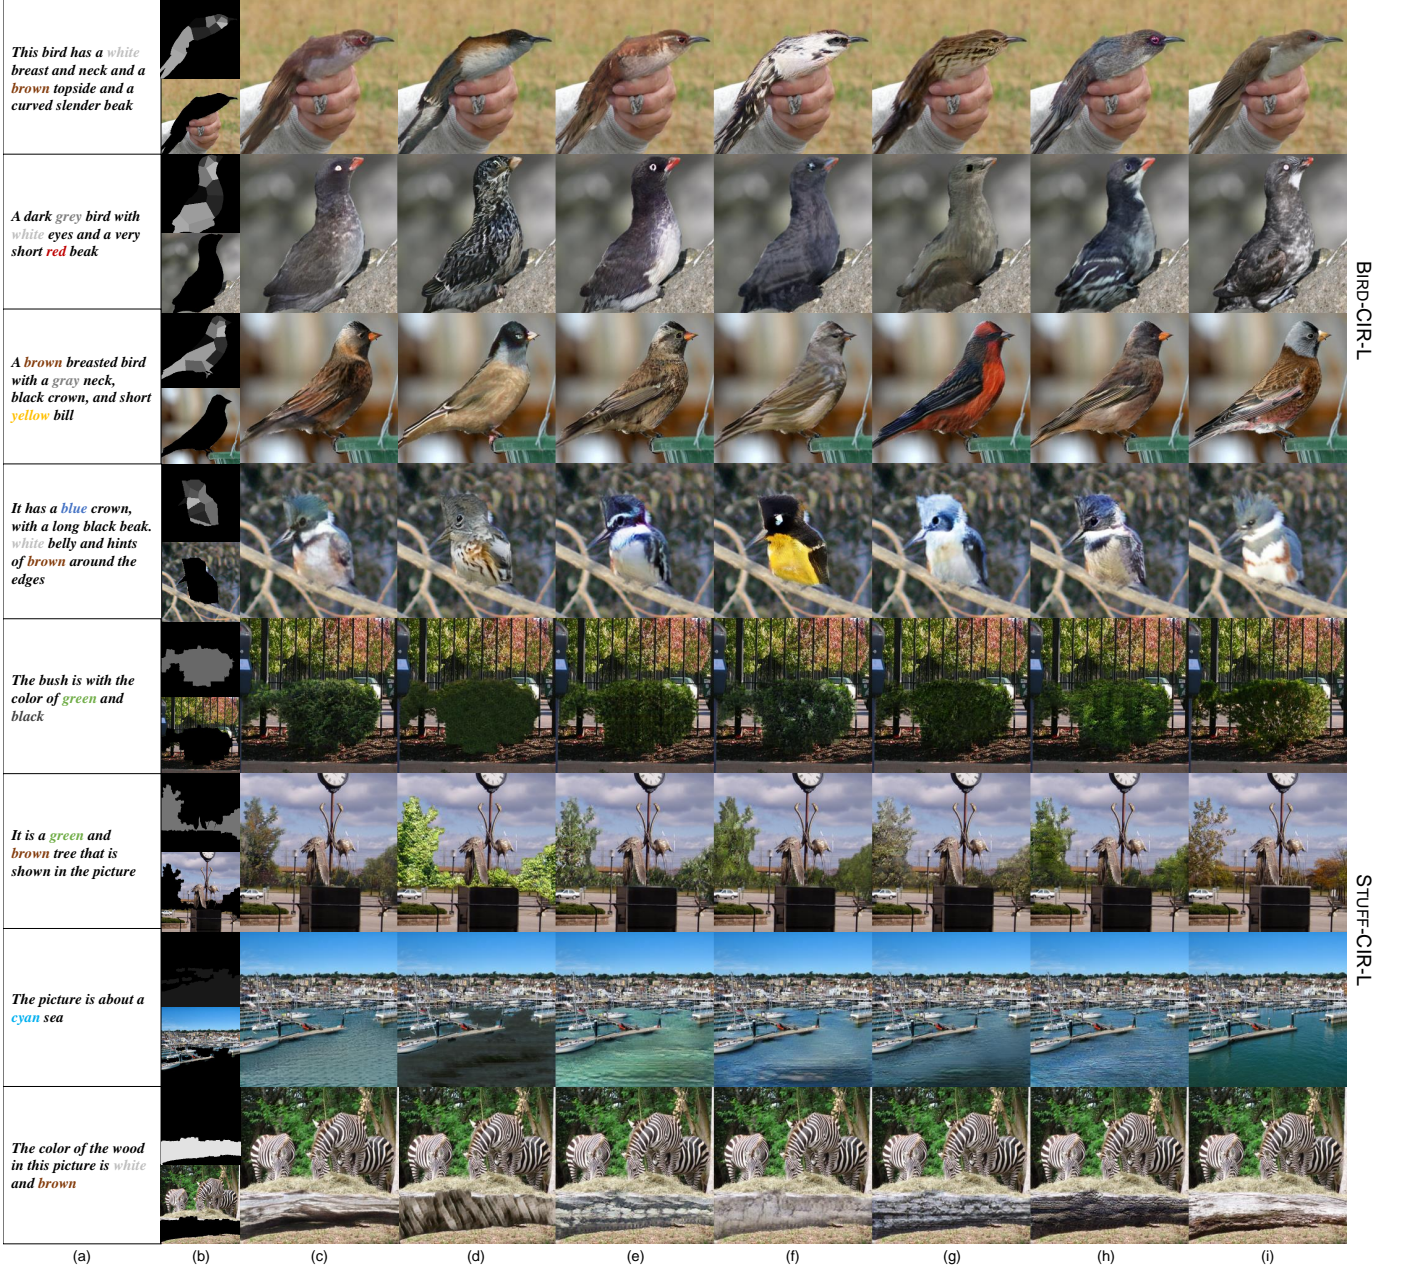 This bird has a white
breast and neck and a
brown topside and a
curved slender beak
A dark grey bird with
white eyes and a very
short red beak
A brown breasted bird
with a gray neck,
black crown, and short
yellow bill
It has a blue crown,
with a long black beak.
white belly and hints
of brown around the
edges
BIRD-CIR-L
The bush is with the
color of green and
black
It is a green and
brown tree that is
shown in the picture
The picture is about a
cyan sea
The color of the wood
in this picture is white
and brown
STUFF-CIR-L
(a) (b) (c) (d) (e) (f) (g) (h) (i)